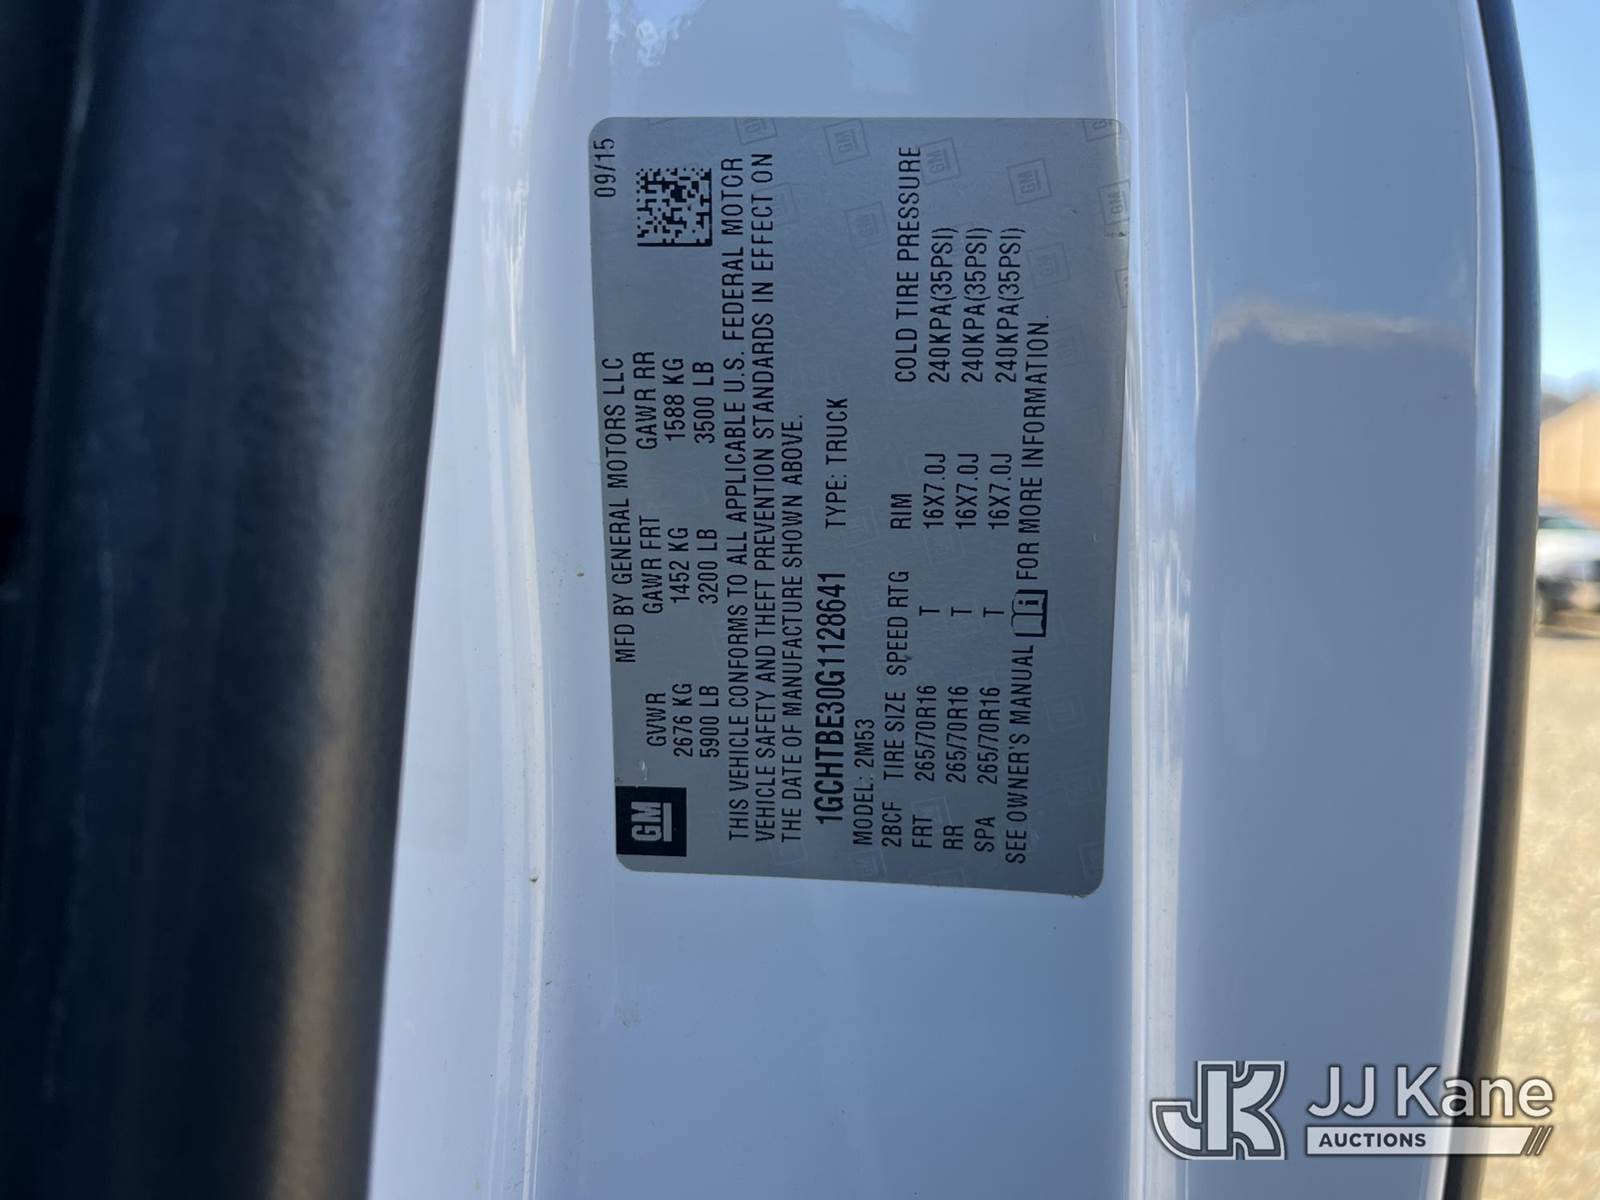 MFD BY GENERAL MOTORS LLC 09/15
GM
GVWR GAWR FRT GAWR RR
2676 KG 1452 KG 1588 KG
5900 LB 3200 LB 3500 LB
THIS VEHICLE CONFORMS TO ALL APPLICABLE U.S. FEDERAL MOTOR
VEHICLE SAFETY AND THEFT PREVENTION STANDARDS IN EFFECT ON
THE DATE OF MANUFACTURE SHOWN ABOVE.
1GCHTBE30G1128641 TYPE: TRUCK
MODEL: 2M53
2BCF TIRE SIZE SPEED RTG RIM COLD TIRE PRESSURE
FRT 265/70R16 T 16X7.0J 240KPA(35PSI)
RR 265/70R16 T 16X7.0J 240KPA(35PSI)
SPA 265/70R16 T 16X7.0J 240KPA(35PSI)
SEE OWNER'S MANUAL FOR MORE INFORMATION.
JK JJ Kane
AUCTIONS